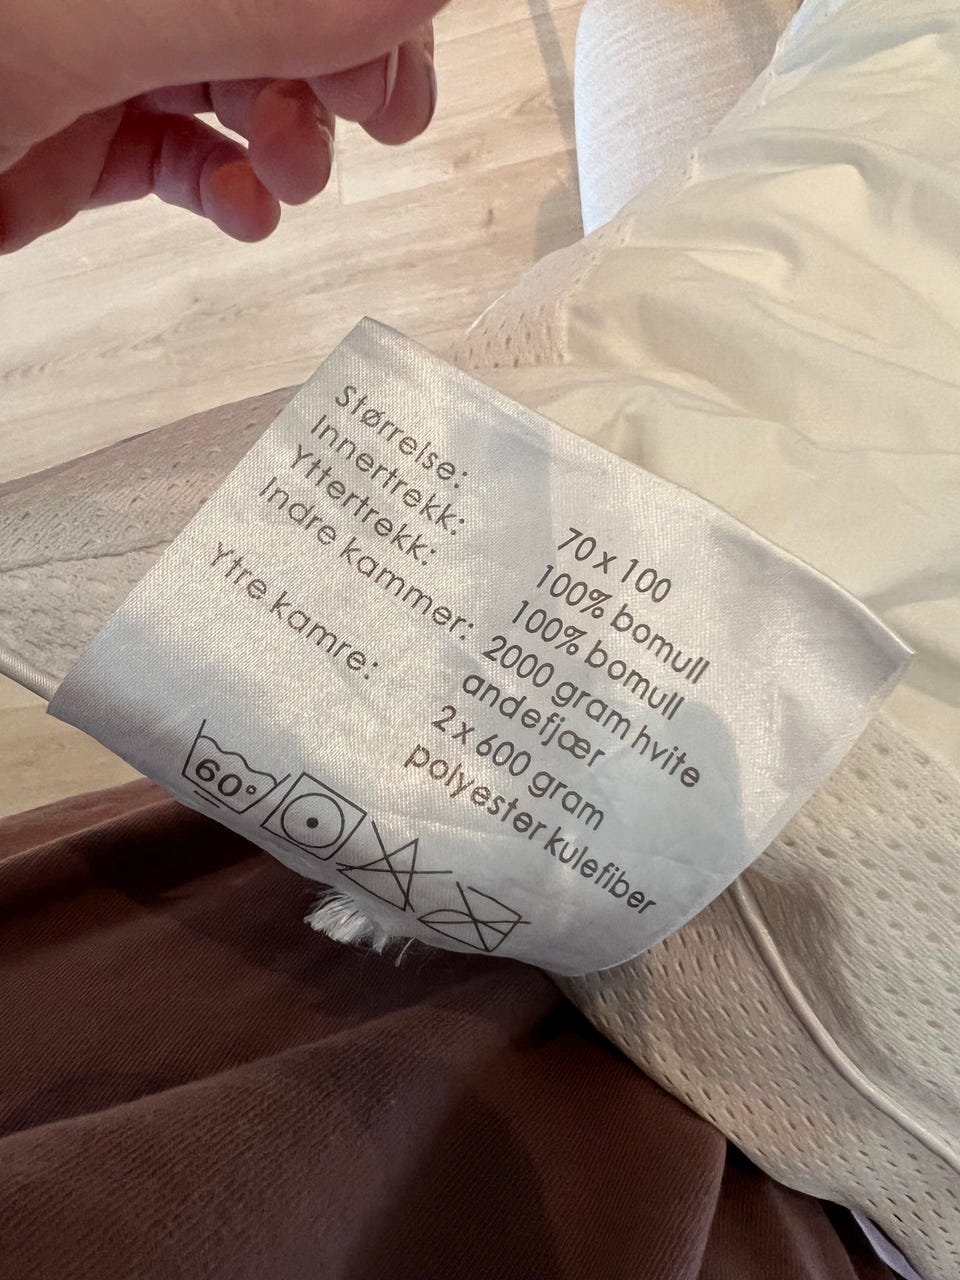 Størrelse: 70 x 100
Innertrekk: 100% bomull
Yttertrekk: 100% bomull
Indre kammer: 2000 gram hvite
andefjær
Ytre kamre: 2 x 600 gram
polyester kulefiber
60°